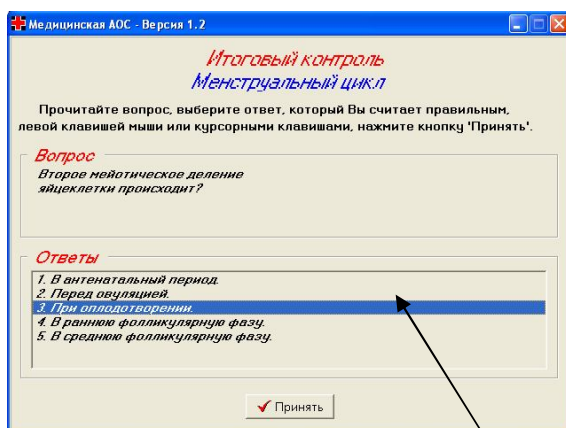 Медицинская АОС - Версия 1.2
Итоговый контроль
Менструальный цикл
Прочитайте вопрос, выберите ответ, который Вы считает правильным,
левой клавишей мыши или курсорными клавишами, нажмите кнопку 'Принять'.
Вопрос
Второе мейотическое деление
яйцеклетки происходит?
Ответы
1. В антенатальный период.
2. Перед овуляцией.
3. При оплодотворении.
4. В раннюю фолликулярную фазу.
5. В среднюю фолликулярную фазу.
Принять